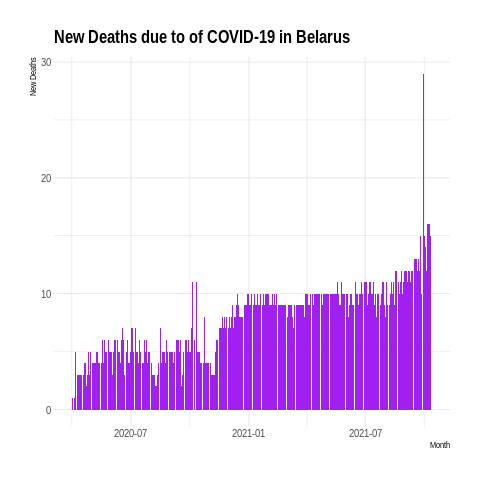 New Deaths due to of COVID-19 in Belarus
New Deaths
30
20
10
0
2020-07
2021-01
2021-07
Month